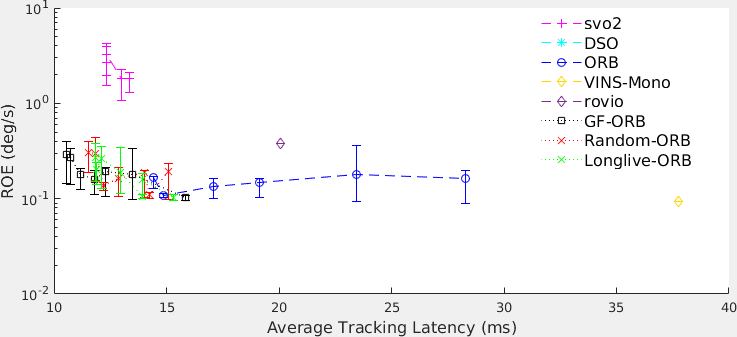 10^1
10^0
10^-1
10^-2
ROE (deg/s)
svo2
DSO
ORB
VINS-Mono
rovio
GF-ORB
Random-ORB
Longlive-ORB
10 15 20 25 30 35 40
Average Tracking Latency (ms)